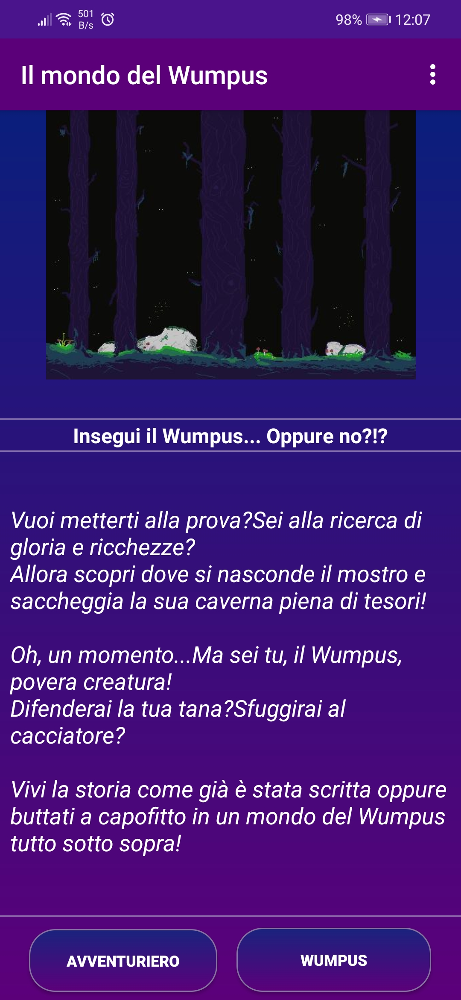 501
B/s
98%
12:07
Il mondo del Wumpus
Insegui il Wumpus... Oppure no?!?
Vuoi metterti alla prova?Sei alla ricerca di
gloria e ricchezze?
Allora scopri dove si nasconde il mostro e
saccheggia la sua caverna piena di tesori!
Oh, un momento...Ma sei tu, il Wumpus,
povera creatura!
Difenderai la tua tana?Sfuggirai al
cacciatore?
Vivi la storia come già è stata scritta oppure
buttati a capofitto in un mondo del Wumpus
tutto sotto sopra!
AVVENTURIERO
WUMPUS